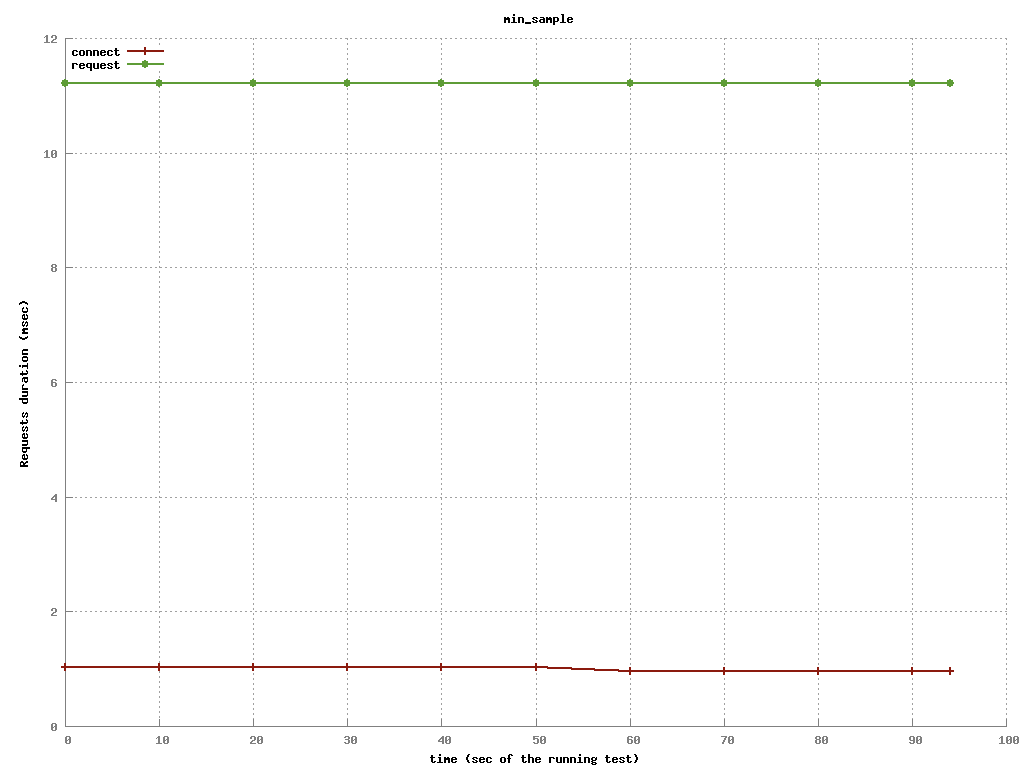 min_sample
connect
request
12
10
8
6
4
2
0
Requests duration (msec)
0 10 20 30 40 50 60 70 80 90 100
time (sec of the running test)